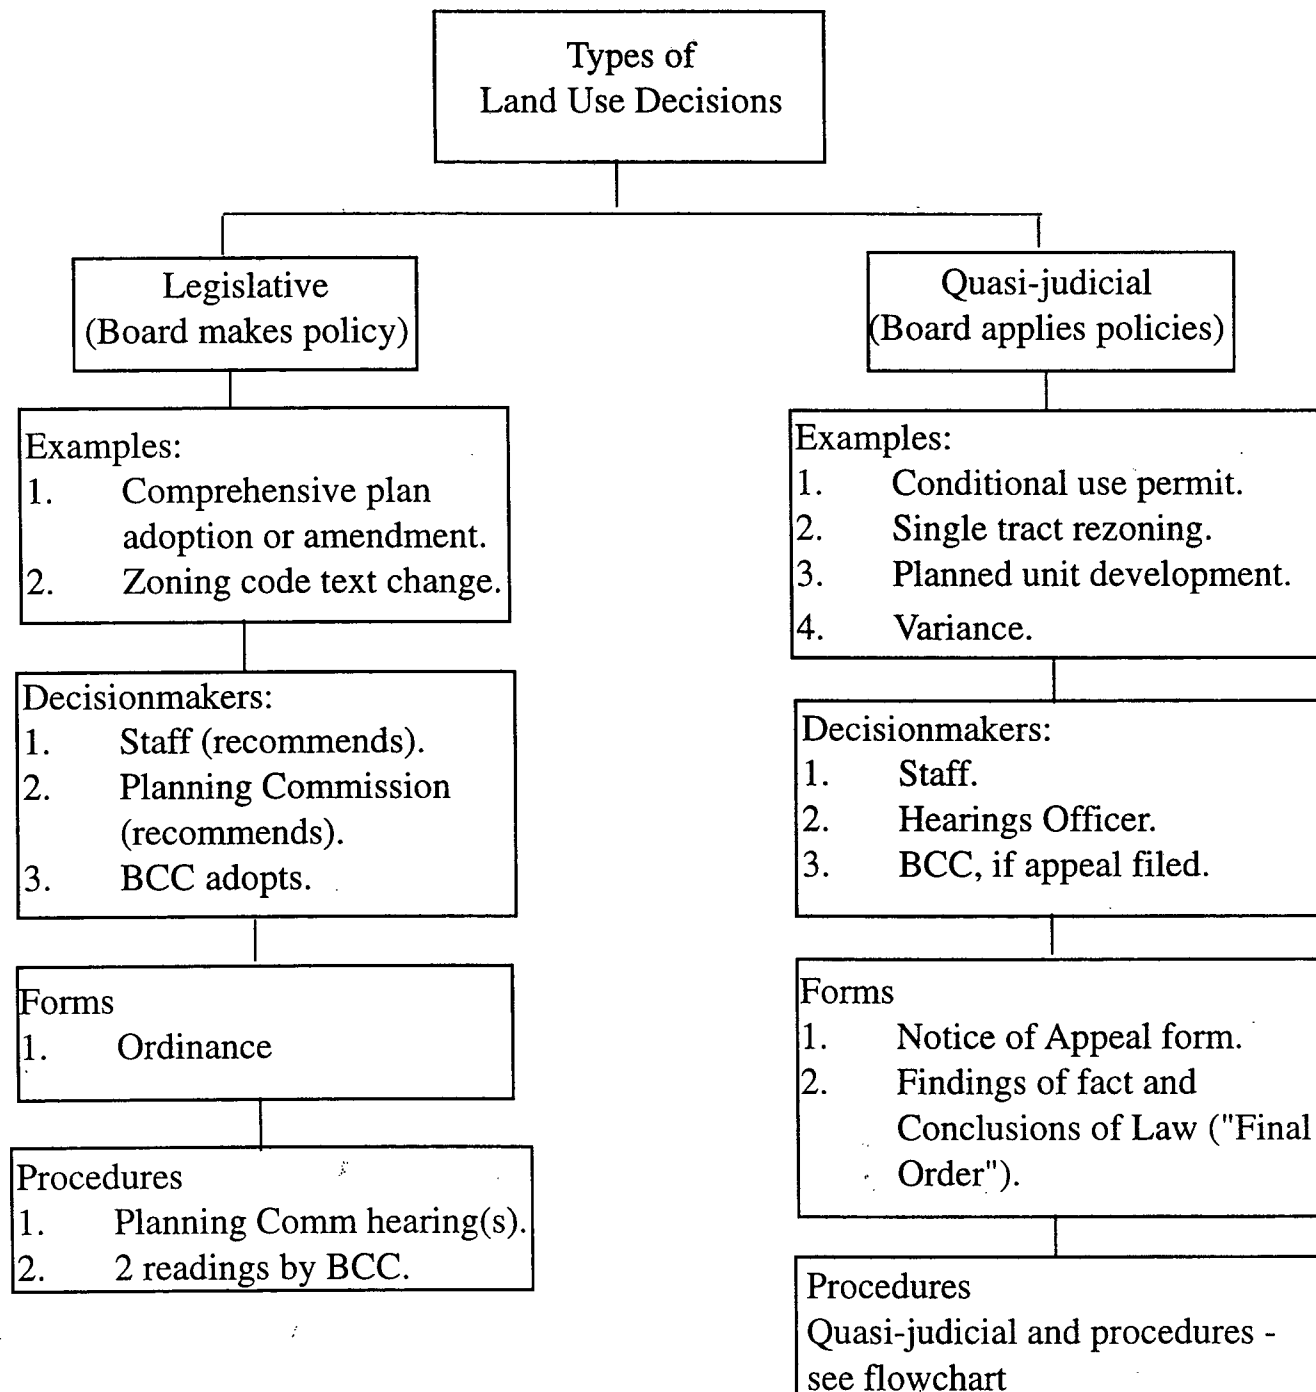 Types of
Land Use Decisions
Legislative
(Board makes policy)
Examples:
1. Comprehensive plan
adoption or amendment.
2. Zoning code text change.
Decisionmakers:
1. Staff (recommends).
2. Planning Commission
(recommends).
3. BCC adopts.
Forms
1. Ordinance
Procedures
1. Planning Comm hearing(s).
2. 2 readings by BCC.
Quasi-judicial
(Board applies policies)
Examples:
1. Conditional use permit.
2. Single tract rezoning.
3. Planned unit development.
4. Variance.
Decisionmakers:
1. Staff.
2. Hearings Officer.
3. BCC, if appeal filed.
Forms
1. Notice of Appeal form.
2. Findings of fact and
Conclusions of Law ("Final
Order").
Procedures
Quasi-judicial and procedures -
see flowchart